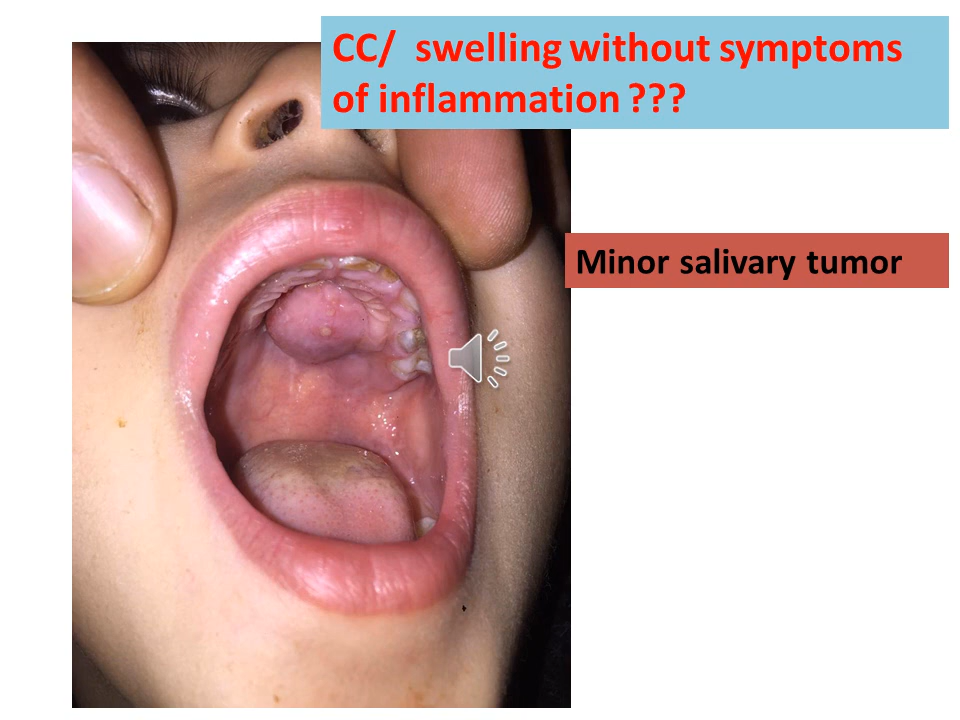 CC/  swelling without symptoms
of inflammation ???
Minor salivary tumor